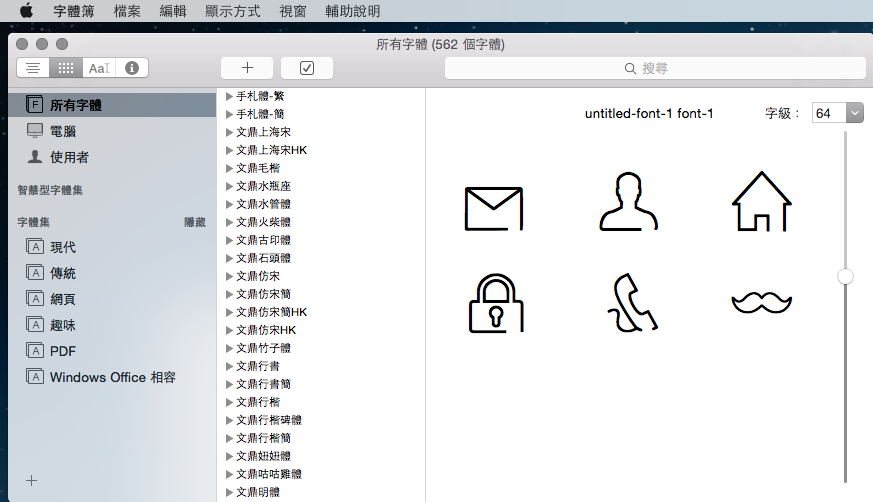 字體簿 檔案 編輯 顯示方式 視窗 輔助說明
所有字體 (562 個字體)
Aa
搜尋
所有字體
電腦
使用者
智慧型字體集
字體集 隱藏
現代
傳統
網頁
趣味
PDF
Windows Office 相容
手札體-繁
手札體-簡
文鼎上海宋
文鼎上海宋HK
文鼎毛楷
文鼎水瓶座
文鼎水管體
文鼎火柴體
文鼎古印體
文鼎石頭體
文鼎仿宋
文鼎仿宋簡
文鼎仿宋簡HK
文鼎仿宋HK
文鼎竹子體
文鼎行書
文鼎行書簡
文鼎行楷
文鼎行楷碑體
文鼎行楷簡
文鼎妞妞體
文鼎咕咕雞體
文鼎明體
untitled-font-1 font-1 字級： 64